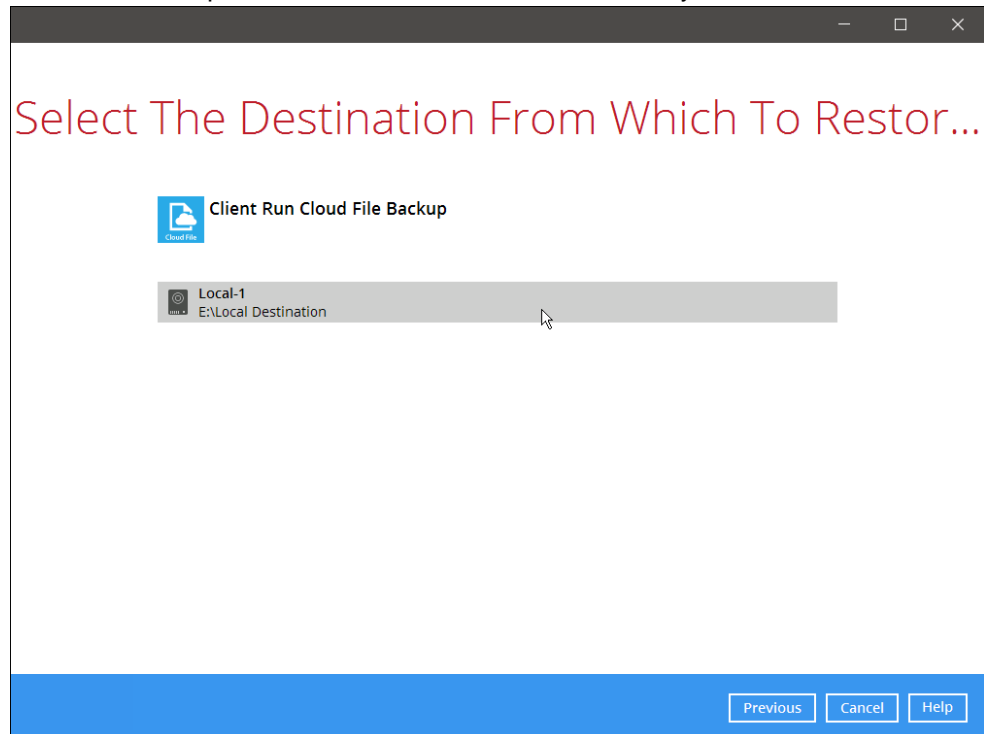 Select The Destination From Which To Restor...
Client Run Cloud File Backup
Cloud File
Local-1
E:\Local Destination
Previous
Cancel
Help